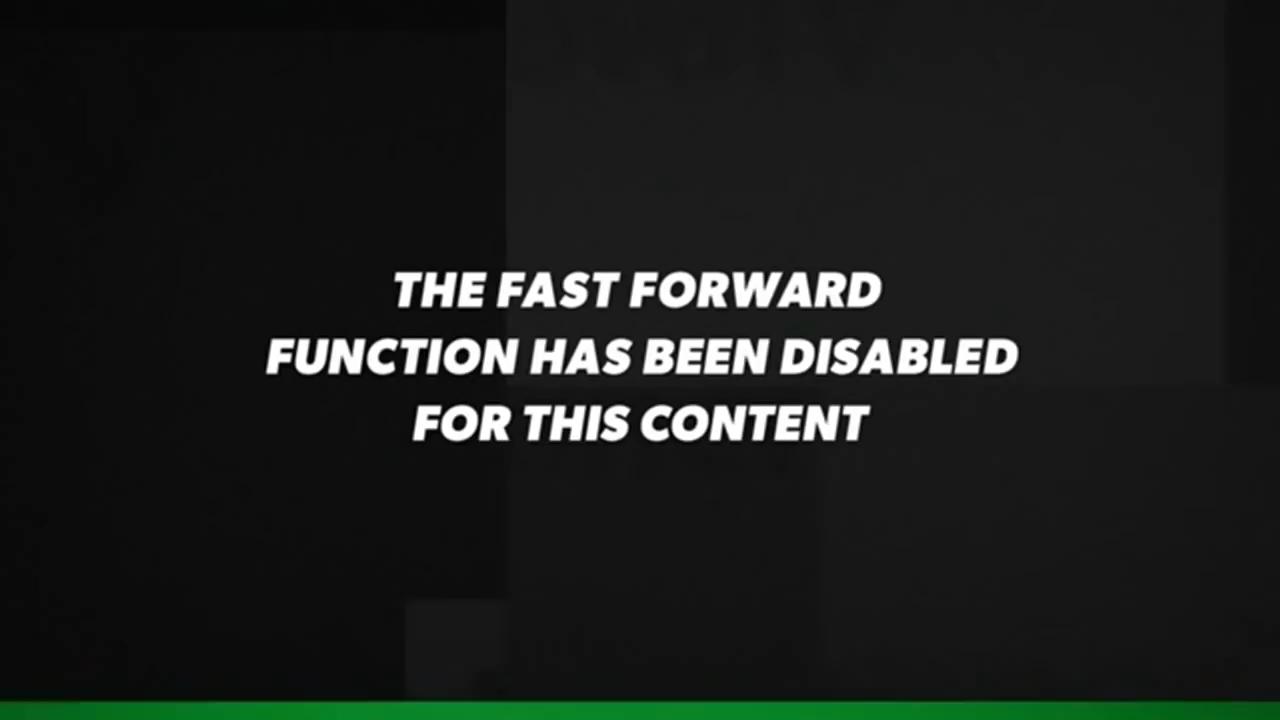 THE FAST FORWARD
FUNCTION HAS BEEN DISABLED
FOR THIS CONTENT